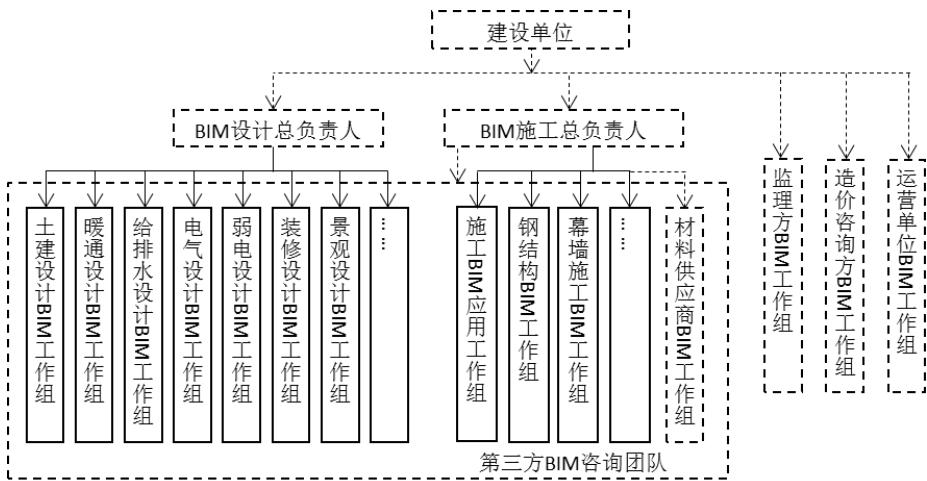 建设单位
BIM设计总负责人
BIM施工总负责人
土建设计BIM工作组
暖通设计BIM工作组
给排水设计BIM工作组
电气设计BIM工作组
弱电设计BIM工作组
装修设计BIM工作组
景观设计BIM工作组
……
施工BIM应用工作组
钢结构BIM工作组
幕墙施工BIM工作组
……
材料供应商BIM工作组
监理方BIM工作组
造价咨询方BIM工作组
运营单位BIM工作组
第三方BIM咨询团队